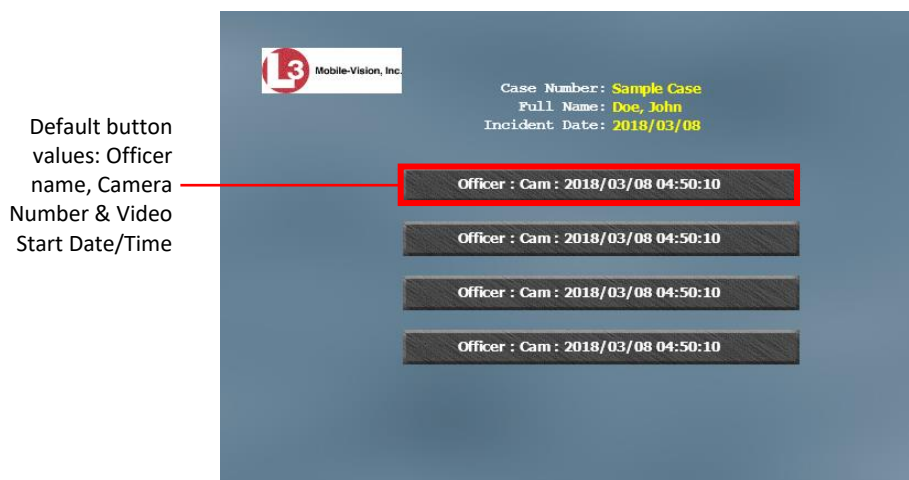 L3 Mobile-Vision, Inc.
Case Number: Sample Case
Full Name: Doe, John
Incident Date: 2018/03/08
Default button
values: Officer
name, Camera
Number & Video
Start Date/Time
Officer : Cam : 2018/03/08 04:50:10
Officer : Cam : 2018/03/08 04:50:10
Officer : Cam : 2018/03/08 04:50:10
Officer : Cam : 2018/03/08 04:50:10